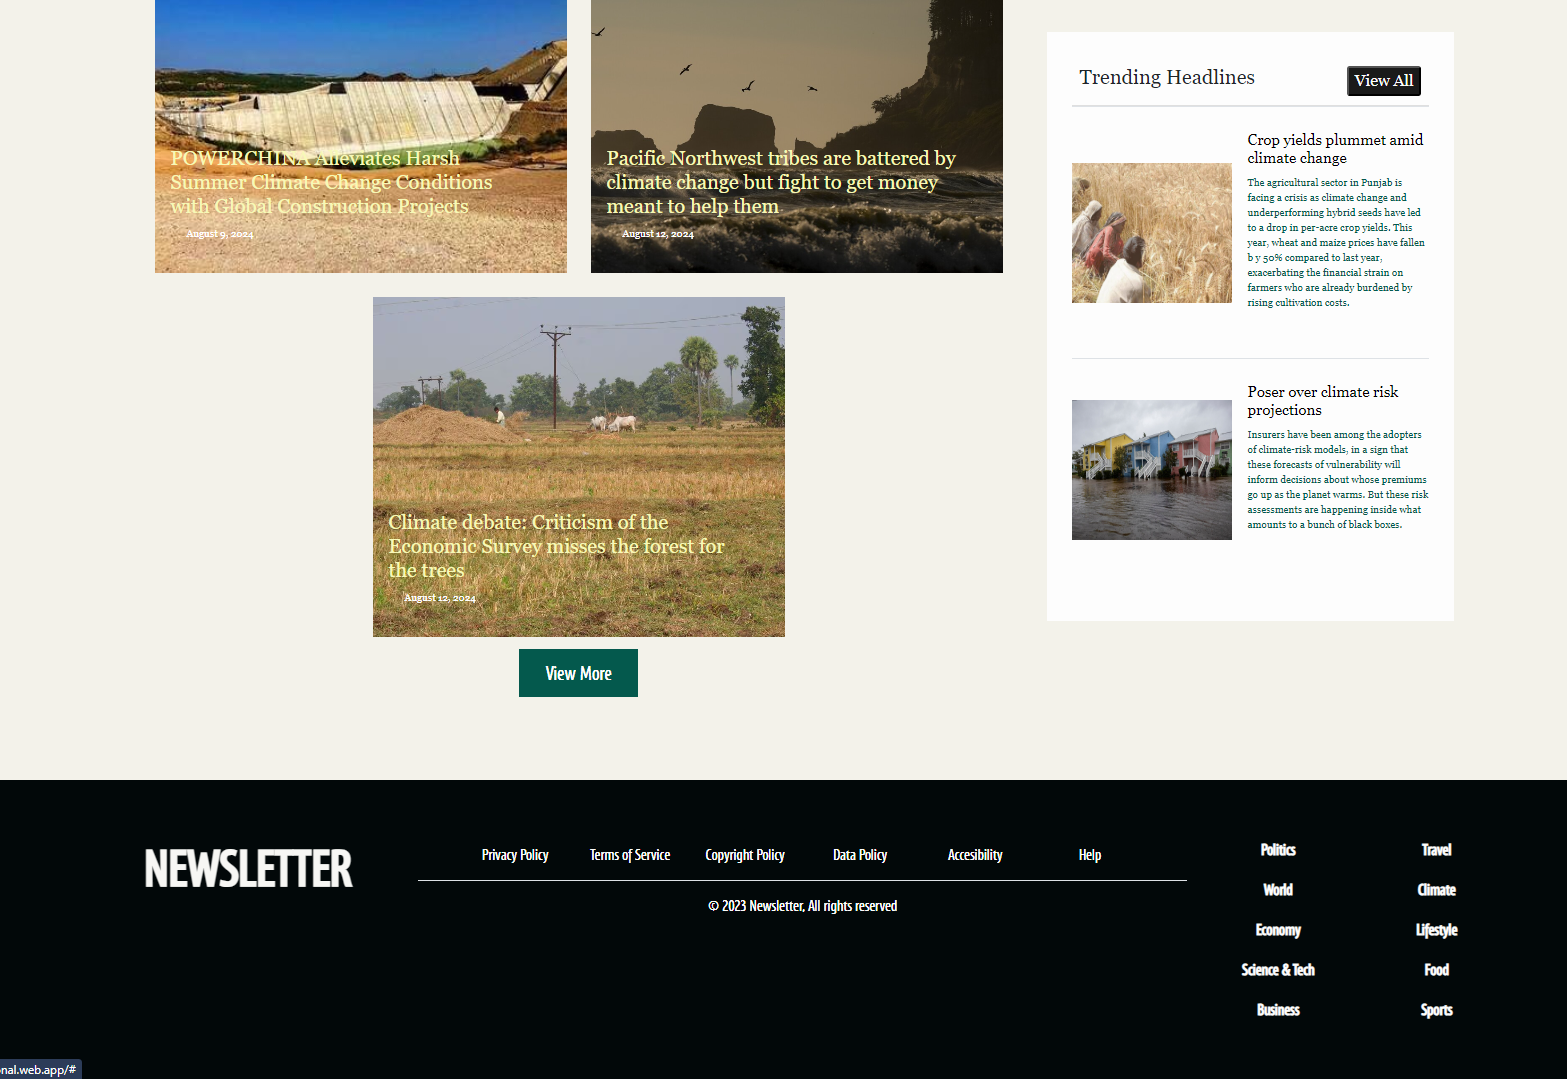 POWERCHINA Alleviates Harsh
Summer Climate Change Conditions
with Global Construction Projects
August 9, 2024
Pacific Northwest tribes are battered by
climate change but fight to get money
meant to help them
August 12, 2024
Climate debate: Criticism of the
Economic Survey misses the forest for
the trees
August 12, 2024
View More
Trending Headlines
View All
Crop yields plummet amid
climate change
The agricultural sector in Punjab is
facing a crisis as climate change and
underperforming hybrid seeds have led
to a drop in per-acre crop yields. This
year, wheat and maize prices have fallen
b y 50% compared to last year,
exacerbating the financial strain on
farmers who are already burdened by
rising cultivation costs.
Poser over climate risk
projections
Insurers have been among the adopters
of climate-risk models, in a sign that
these forecasts of vulnerability will
inform decisions about whose premiums
go up as the planet warms. But these risk
assessments are happening inside what
amounts to a bunch of black boxes.
NEWSLETTER
Privacy Policy Terms of Service Copyright Policy Data Policy Accesibility Help
© 2023 Newsletter, All rights reserved
Politics Travel
World Climate
Economy Lifestyle
Science & Tech Food
Business Sports
nal.web.app/#